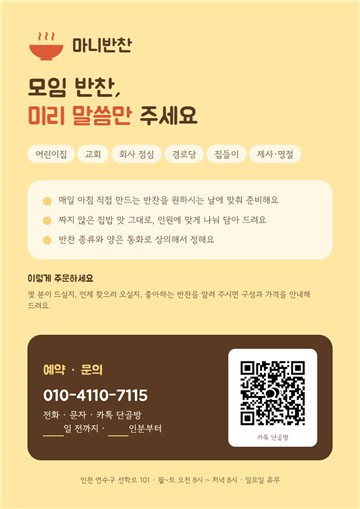 마니반찬
모임 반찬,
미리 말씀만 주세요
어린이집 교회 회사 점심 경로당 집들이 제사·명절
매일 아침 직접 만드는 반찬을 원하시는 날에 맞춰 준비해요
짜지 않은 집밥 맛 그대로, 인원에 맞게 나눠 담아 드려요
반찬 종류와 양은 통화로 상의해서 정해요
이렇게 주문하세요
몇 분이 드실지, 언제 찾으러 오실지, 좋아하는 반찬을 알려 주시면 구성과 가격을 안내해
드려요.
예약 · 문의
010-4110-7115
전화 · 문자 · 카톡 단골방
____일 전까지 · ____인분부터
카톡 단골방
인천 연수구 선학로 101 · 월~토 오전 8시 ~ 저녁 8시 · 일요일 휴무